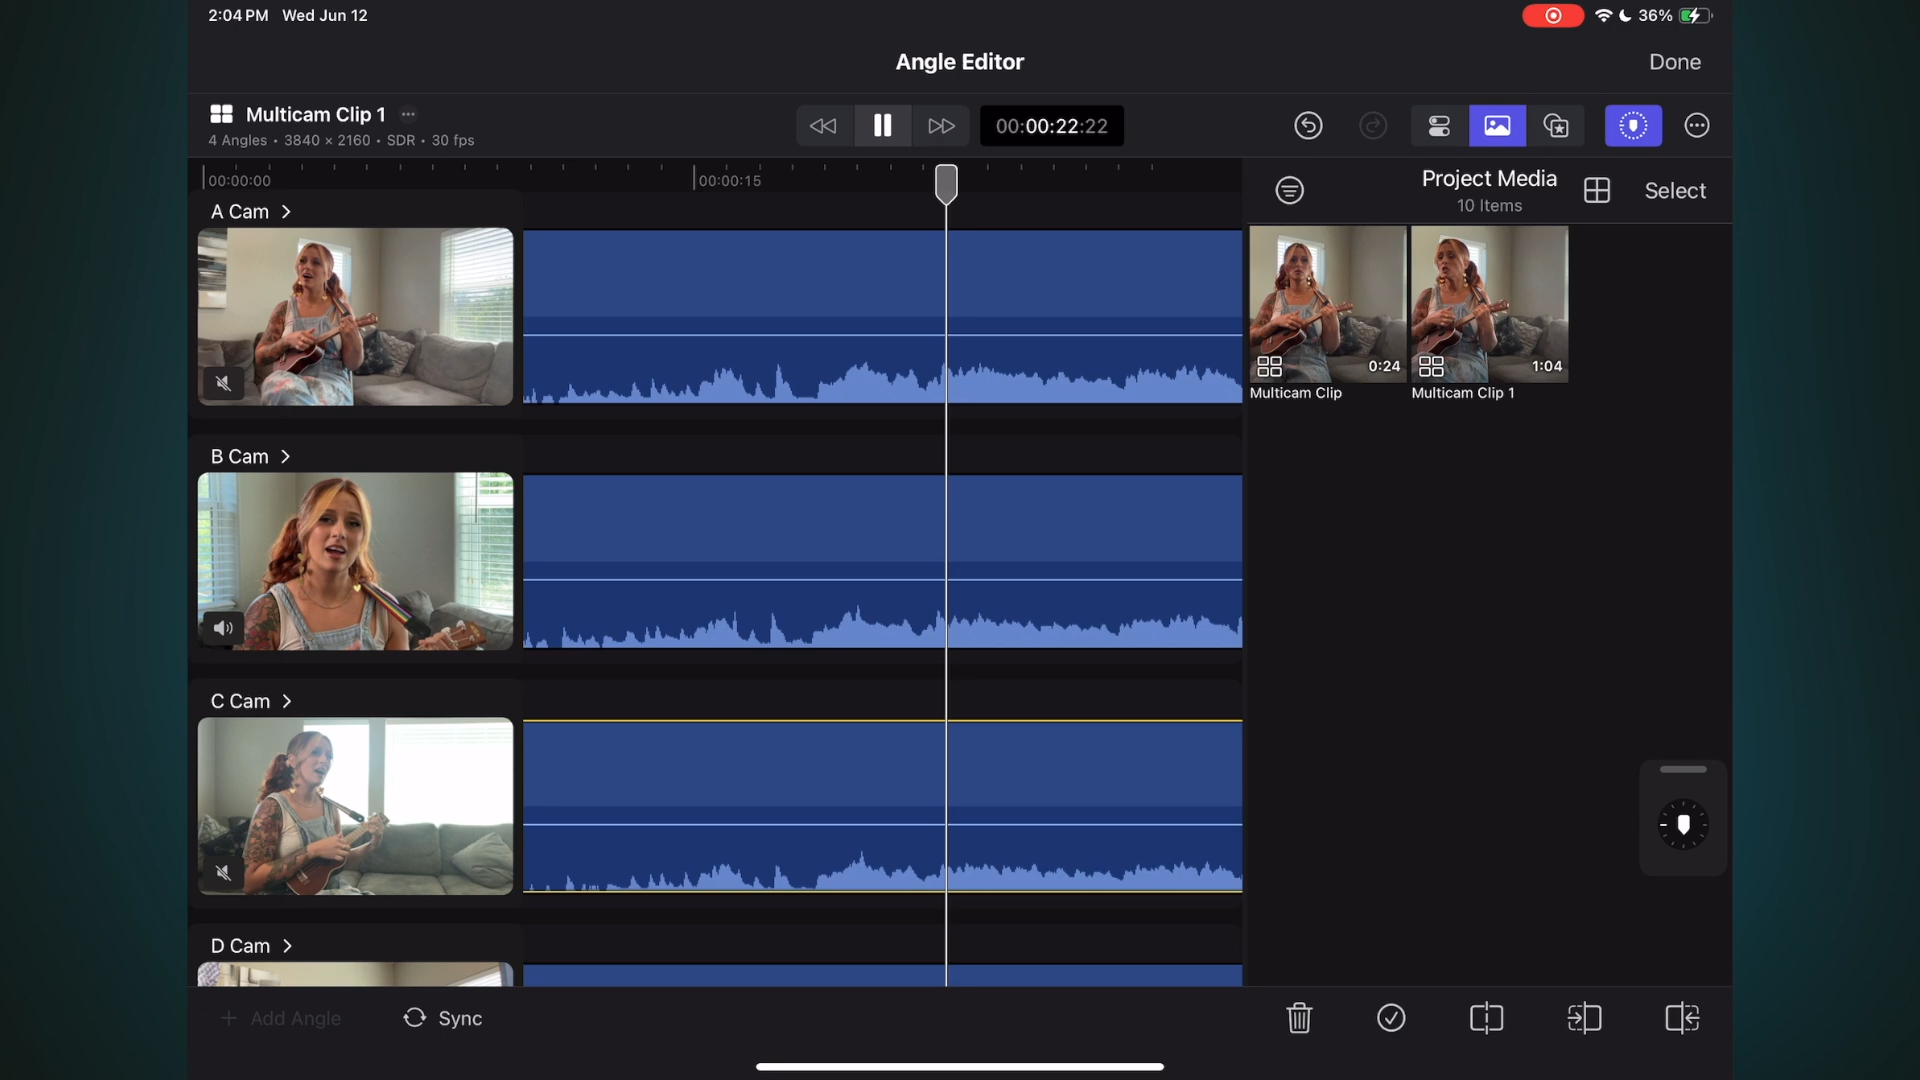 2:04 PM Wed Jun 12
36%
Angle Editor
Done
Multicam Clip 1
4 Angles • 3840 × 2160 • SDR • 30 fps
00:00:22:22
00:00:00
00:00:15
Project Media
10 Items
Select
A Cam
B Cam
C Cam
D Cam
0:24
1:04
Multicam Clip
Multicam Clip 1
+ Add Angle
Sync